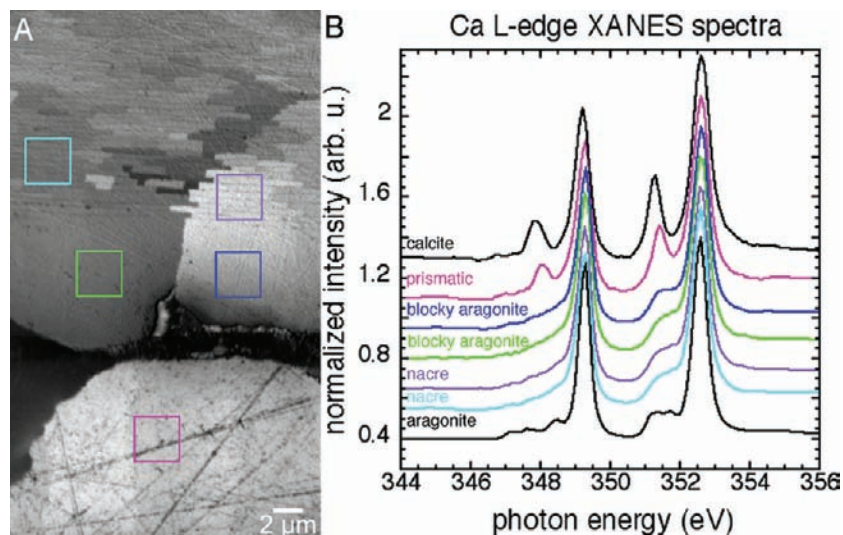 A
2 µm
B
Ca L-edge XANES spectra
normalized intensity (arb. u.)
2
1.6
1.2
0.8
0.4
calcite
prismatic
blocky aragonite
blocky aragonite
nacre
nacre
aragonite
344 346 348 350 352 354 356
photon energy (eV)